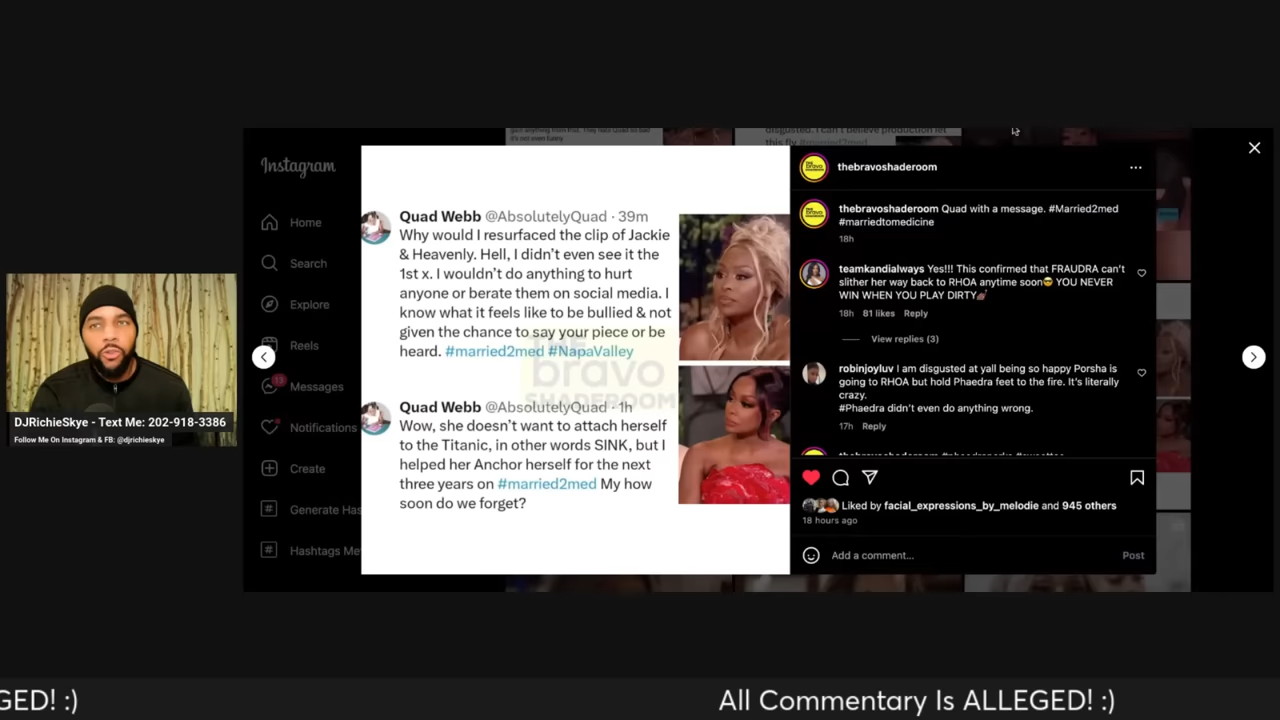 Instagram
Home
Search
Explore
Reels
13
Messages
Notifications
Create
Generate Has
Hashtags Me
Quad Webb @AbsolutelyQuad · 39m
Why would I resurfaced the clip of Jackie
& Heavenly. Hell, I didn't even see it the
1st x. I wouldn't do anything to hurt
anyone or berate them on social media. I
know what it feels like to be bullied & not
given the chance to say your piece or be
heard. #married2med #NapaValley
THE
bravo
SHADEROOM
Quad Webb @AbsolutelyQuad · 1h
Wow, she doesn't want to attach herself
to the Titanic, in other words SINK, but I
helped her Anchor herself for the next
three years on #married2med My how
soon do we forget?
thebravoshaderoom
thebravoshaderoom Quad with a message. #Married2med
#marriedtomedicine
18h
teamkandialways Yes!!! This confirmed that FRAUDRA can't
slither her way back to RHOA anytime soon😎 YOU NEVER
WIN WHEN YOU PLAY DIRTY💅🏾
18h 81 likes Reply
View replies (3)
robinjoyluv I am disgusted at yall being so happy Porsha is
going to RHOA but hold Phaedra feet to the fire. It's literally
crazy.
#Phaedra didn't even do anything wrong.
17h Reply
Liked by facial_expressions_by_melodie and 945 others
18 hours ago
Add a comment...
Post
DJRichieSkye - Text Me: 202-918-3386
Follow Me On Instagram & FB: @djrichieskye
GED! :)
All Commentary Is ALLEGED! :)